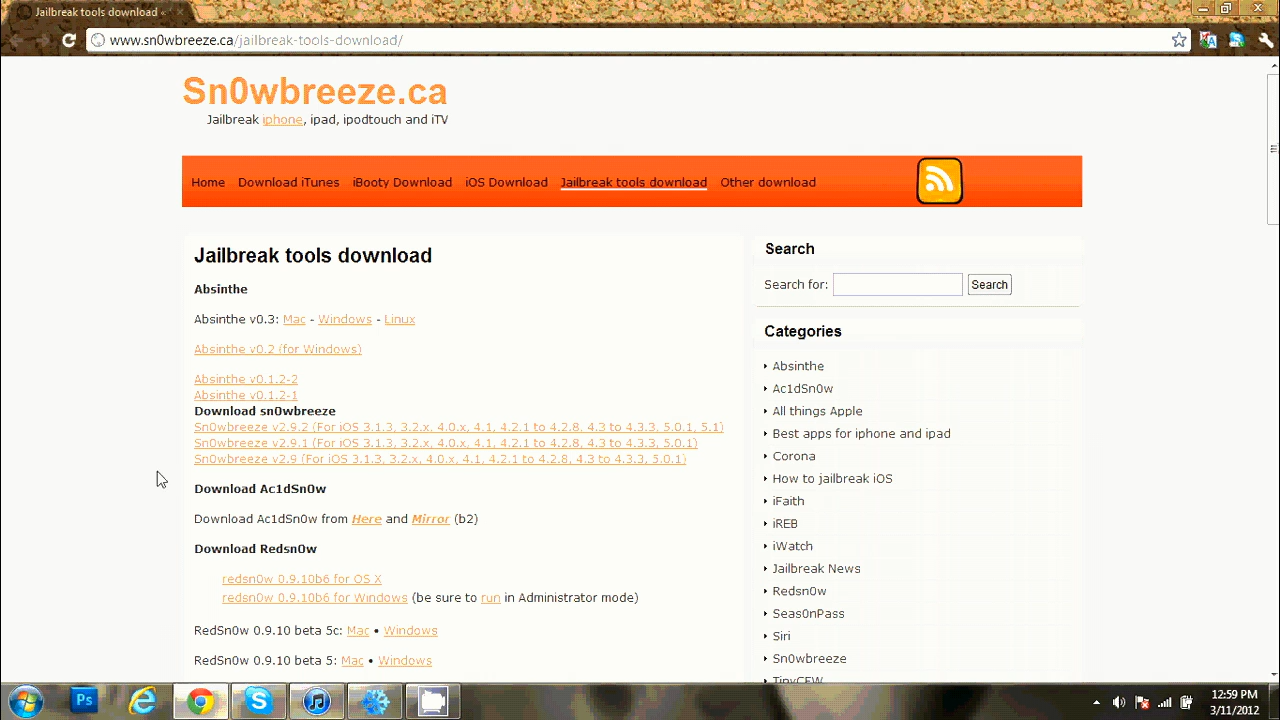 Jailbreak tools download «
www.sn0wbreeze.ca/jailbreak-tools-download/
Sn0wbreeze.ca
Jailbreak iphone, ipad, ipodtouch and iTV
Home Download iTunes iBooty Download iOS Download Jailbreak tools download Other download
Jailbreak tools download
Absinthe
Absinthe v0.3: Mac - Windows - Linux
Absinthe v0.2 (for Windows)
Absinthe v0.1.2-2
Absinthe v0.1.2-1
Download sn0wbreeze
Sn0wbreeze v2.9.2 (For iOS 3.1.3, 3.2.x, 4.0.x, 4.1, 4.2.1 to 4.2.8, 4.3 to 4.3.3, 5.0.1, 5.1)
Sn0wbreeze v2.9.1 (For iOS 3.1.3, 3.2.x, 4.0.x, 4.1, 4.2.1 to 4.2.8, 4.3 to 4.3.3, 5.0.1)
Sn0wbreeze v2.9 (For iOS 3.1.3, 3.2.x, 4.0.x, 4.1, 4.2.1 to 4.2.8, 4.3 to 4.3.3, 5.0.1)
Download Ac1dSn0w
Download Ac1dSn0w from Here and Mirror (b2)
Download Redsn0w
redsn0w 0.9.10b6 for OS X
redsn0w 0.9.10b6 for Windows (be sure to run in Administrator mode)
RedSn0w 0.9.10 beta 5c: Mac • Windows
RedSn0w 0.9.10 beta 5: Mac • Windows
Search
Search for: Search
Categories
Absinthe
Ac1dSn0w
All things Apple
Best apps for iphone and ipad
Corona
How to jailbreak iOS
iFaith
iREB
iWatch
Jailbreak News
Redsn0w
Seas0nPass
Siri
Sn0wbreeze
TinyCFW
Ps
12:59 PM
3/11/2012